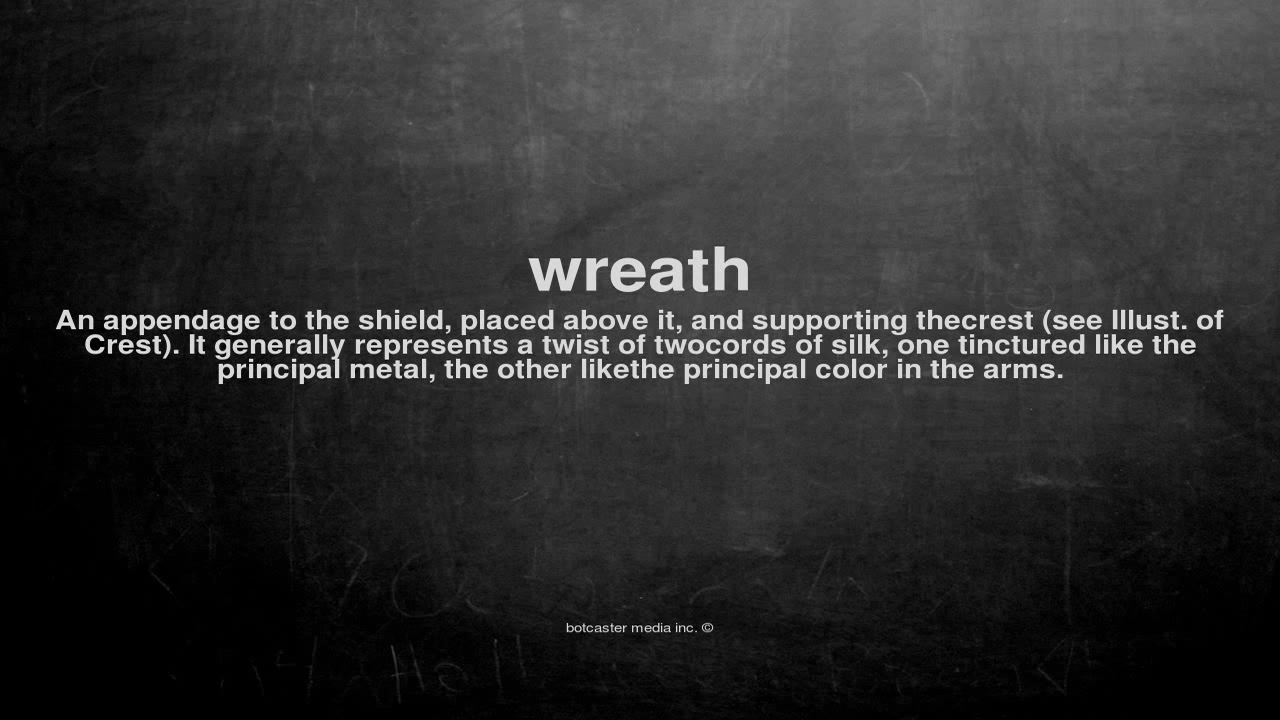 wreath
An appendage to the shield, placed above it, and supporting thecrest (see Illust. of
Crest). It generally represents a twist of twocords of silk, one tinctured like the
principal metal, the other likethe principal color in the arms.
botcaster media inc. ©